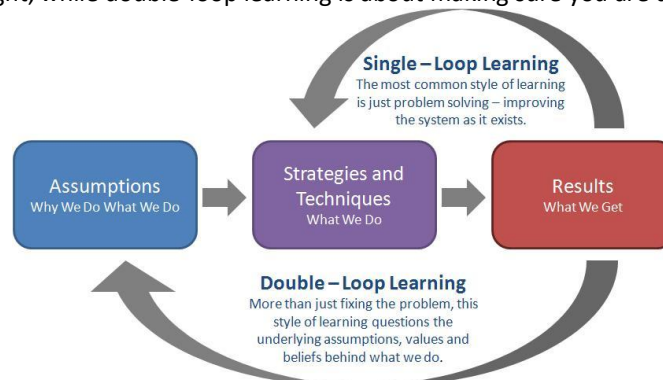 ght, while double-loop learning is about making sure you are
Single – Loop Learning
The most common style of learning
is just problem solving – improving
the system as it exists.
Assumptions
Why We Do What We Do
Strategies and
Techniques
What We Do
Results
What We Get
Double – Loop Learning
More than just fixing the problem, this
style of learning questions the
underlying assumptions, values and
beliefs behind what we do.